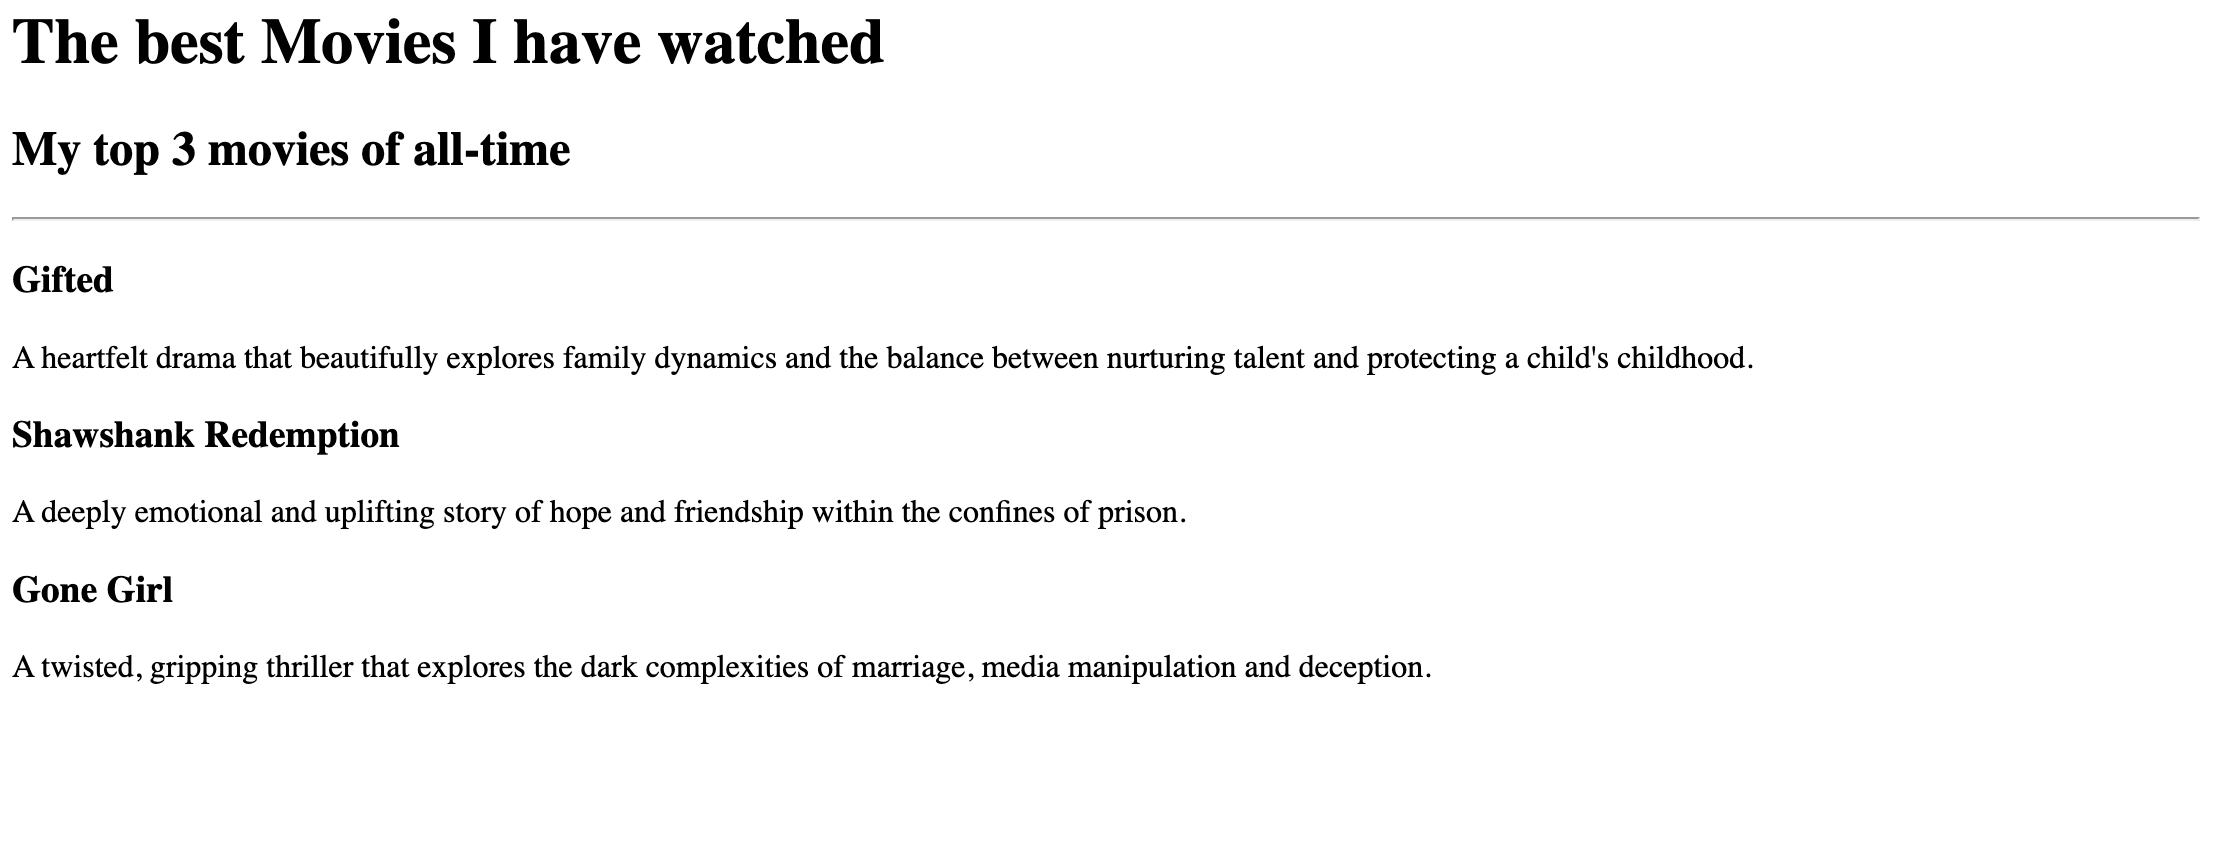 The best Movies I have watched
My top 3 movies of all-time
Gifted
A heartfelt drama that beautifully explores family dynamics and the balance between nurturing talent and protecting a child's childhood.
Shawshank Redemption
A deeply emotional and uplifting story of hope and friendship within the confines of prison.
Gone Girl
A twisted, gripping thriller that explores the dark complexities of marriage, media manipulation and deception.